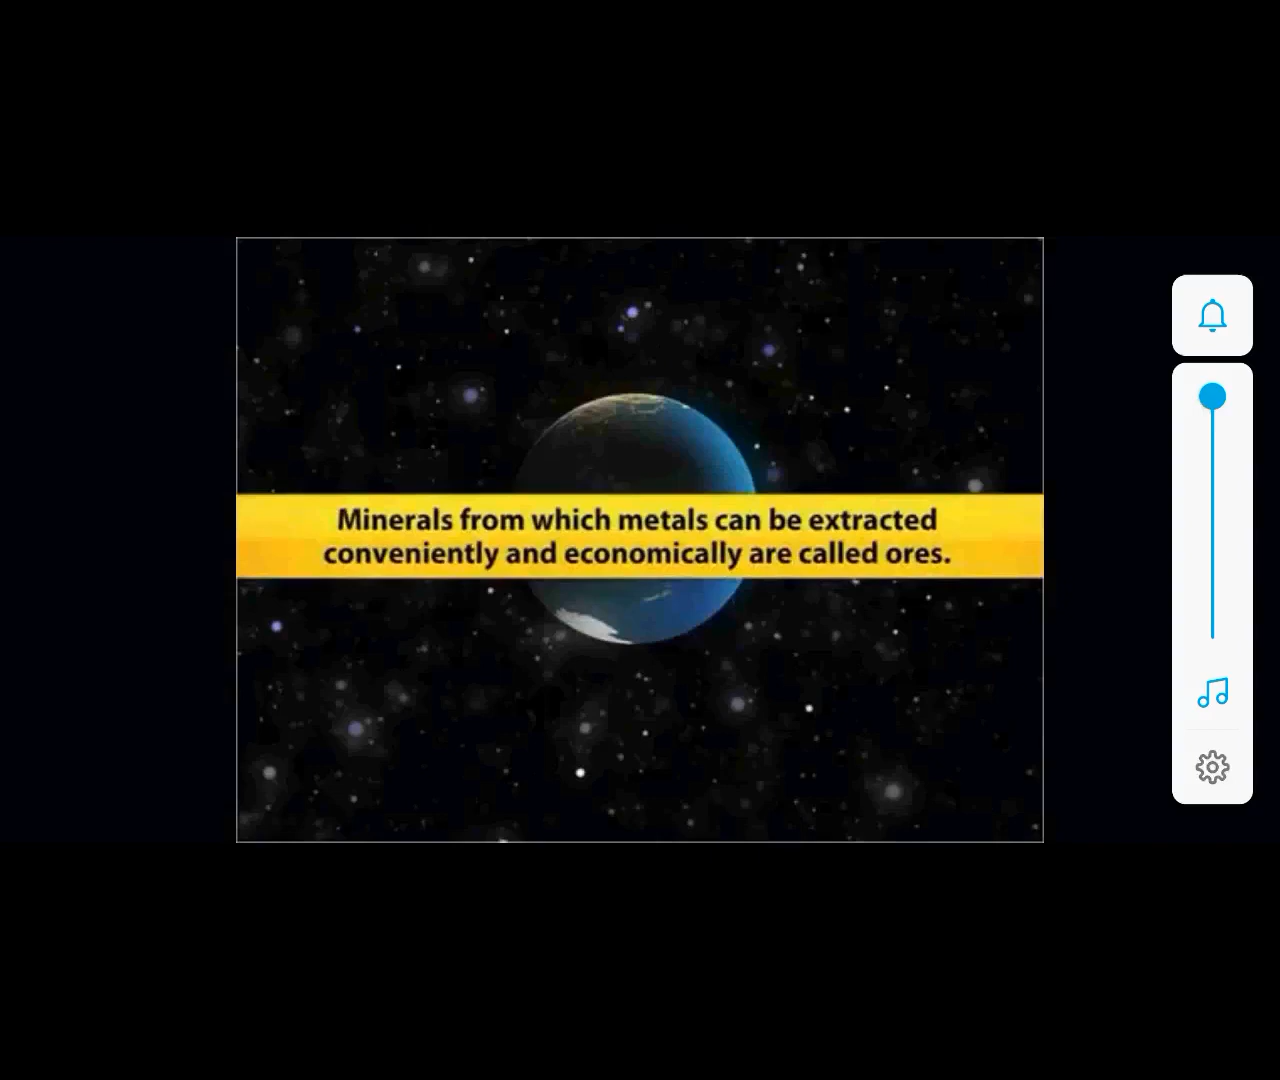 Minerals from which metals can be extracted
conveniently and economically are called ores.